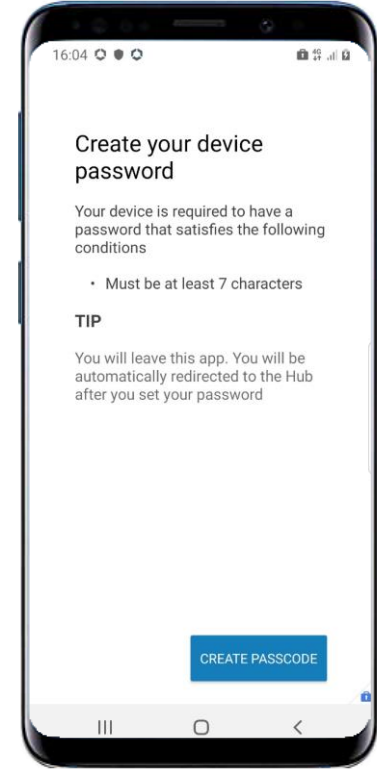 16:04
4G
Create your device
password
Your device is required to have a
password that satisfies the following
conditions
• Must be at least 7 characters
TIP
You will leave this app. You will be
automatically redirected to the Hub
after you set your password
CREATE PASSCODE